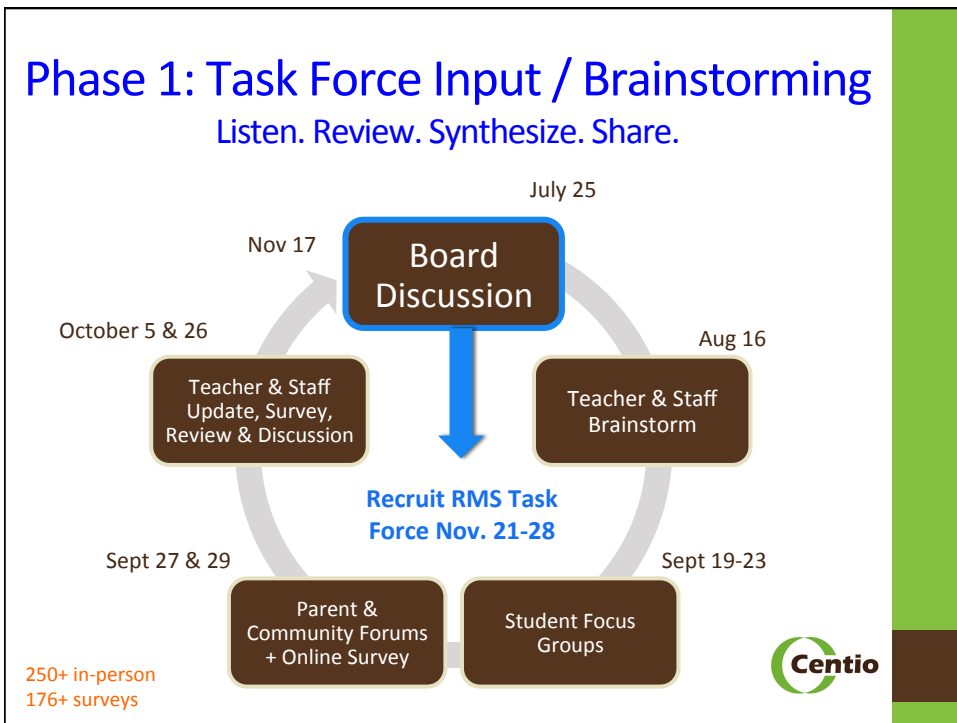 Phase 1: Task Force Input / Brainstorming
Listen. Review. Synthesize. Share.
July 25
Nov 17
Board
Discussion
October 5 & 26
Aug 16
Teacher & Staff
Update, Survey,
Review & Discussion
Teacher & Staff
Brainstorm
Recruit RMS Task
Force Nov. 21-28
Sept 27 & 29
Sept 19-23
Parent &
Community Forums
+ Online Survey
Student Focus
Groups
250+ in-person
176+ surveys
Centio